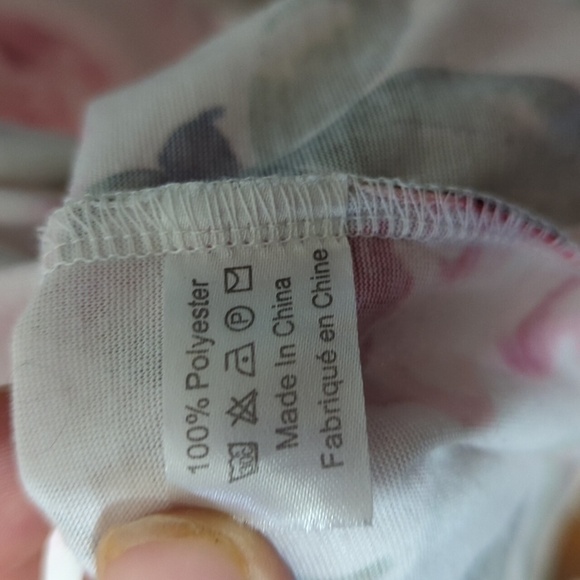 100% Polyester
Made In China
Fabriqué en Chine